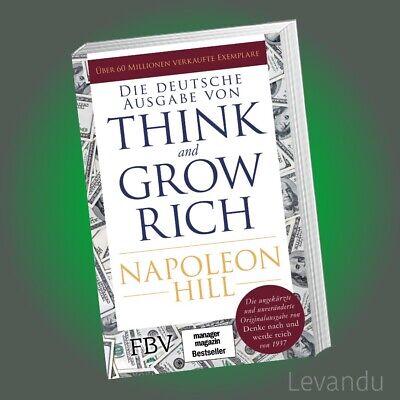 ÜBER 60 MILLIONEN VERKAUFTE EXEMPLARE
DIE DEUTSCHE
AUSGABE VON
THINK
and
GROW
RICH
NAPOLEON
HILL
Die ungekürzte
und unveränderte
Originalausgabe von
Denke nach und
werde reich
von 1937
FBV
manager
magazin
Bestseller
Levandu